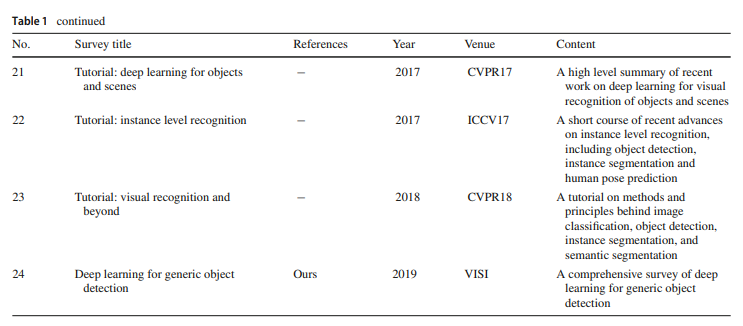 Table 1 continued
No. Survey title References Year Venue Content
21 Tutorial: deep learning for objects — 2017 CVPR17 A high level summary of recent
and scenes work on deep learning for visual
recognition of objects and scenes
22 Tutorial: instance level recognition — 2017 ICCV17 A short course of recent advances
on instance level recognition,
including object detection,
instance segmentation and
human pose prediction
23 Tutorial: visual recognition and — 2018 CVPR18 A tutorial on methods and
beyond principles behind image
classification, object detection,
instance segmentation, and
semantic segmentation
24 Deep learning for generic object Ours 2019 VISI A comprehensive survey of deep
detection learning for generic object
detection